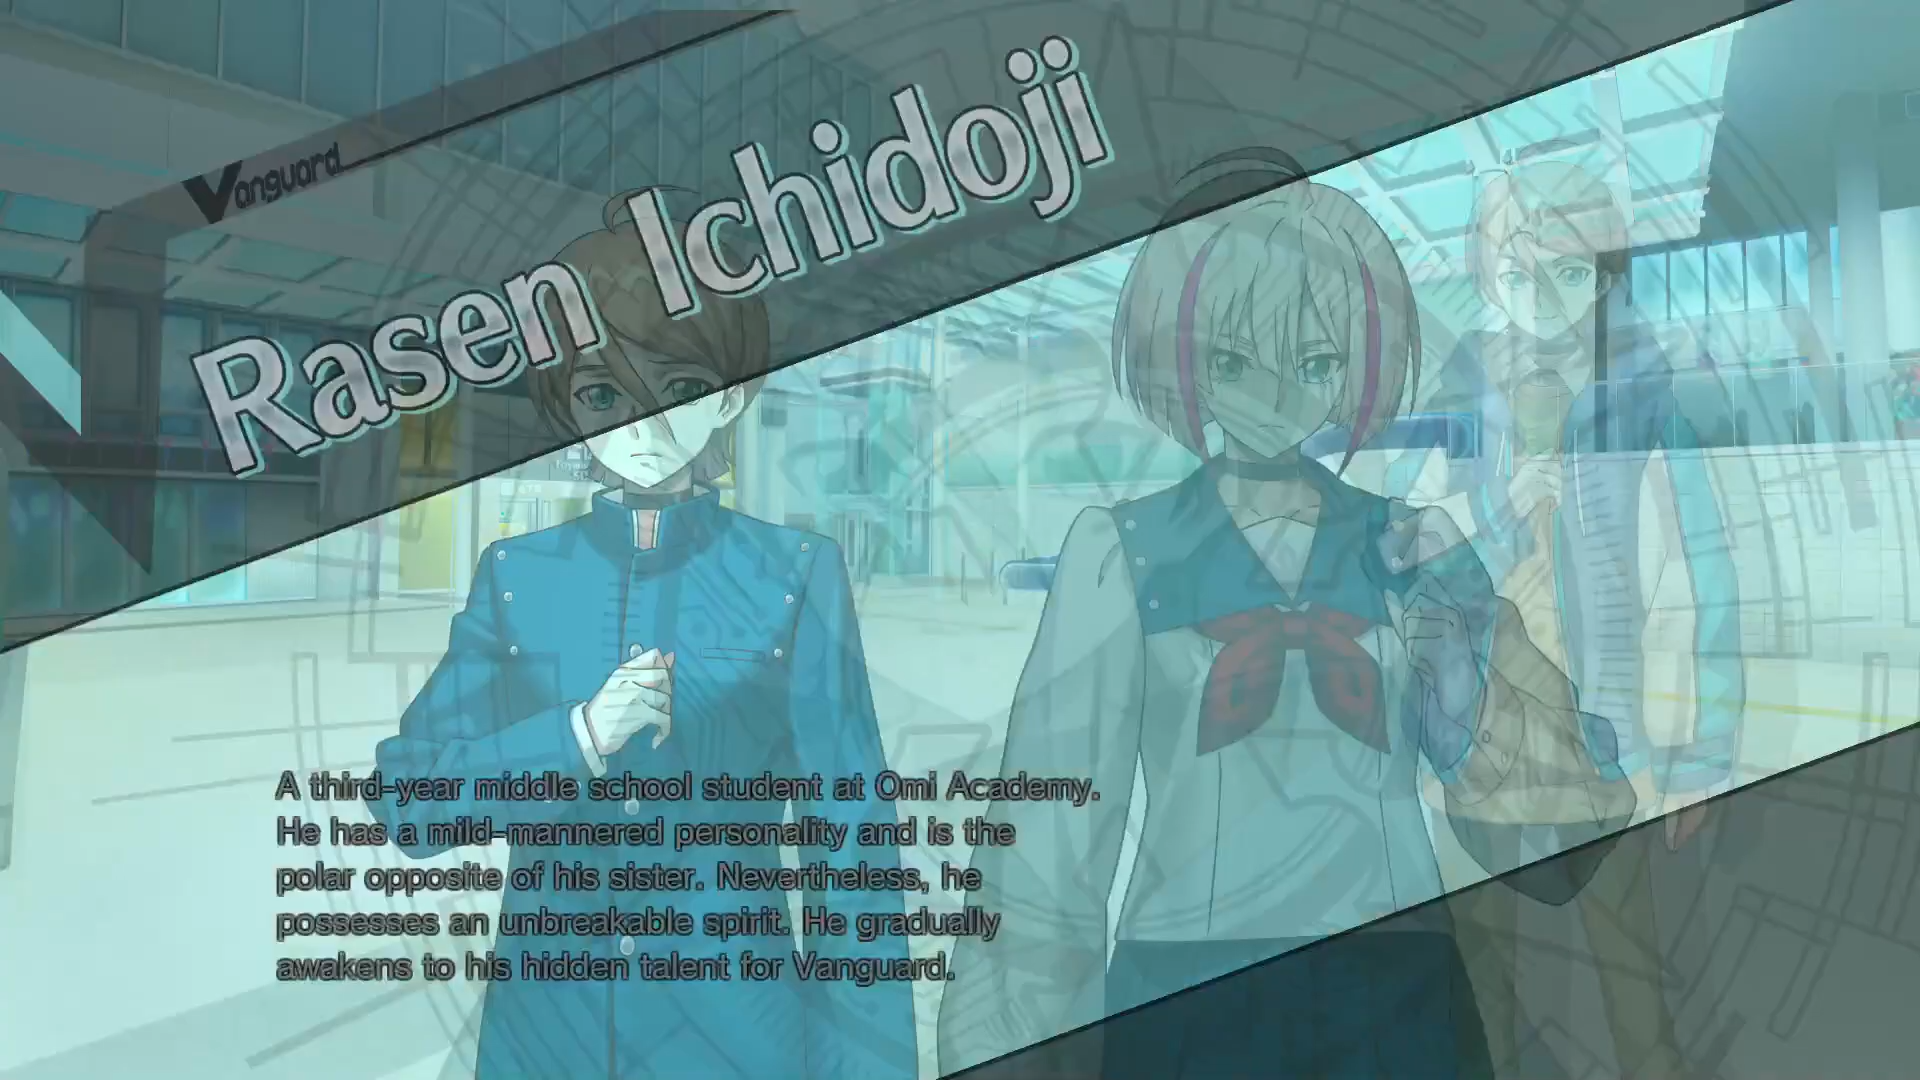 Vanguard
Rasen Ichidoji
A third-year middle school student at Omi Academy.
He has a mild-mannered personality and is the
polar opposite of his sister. Nevertheless, he
possesses an unbreakable spirit. He gradually
awakens to his hidden talent for Vanguard.